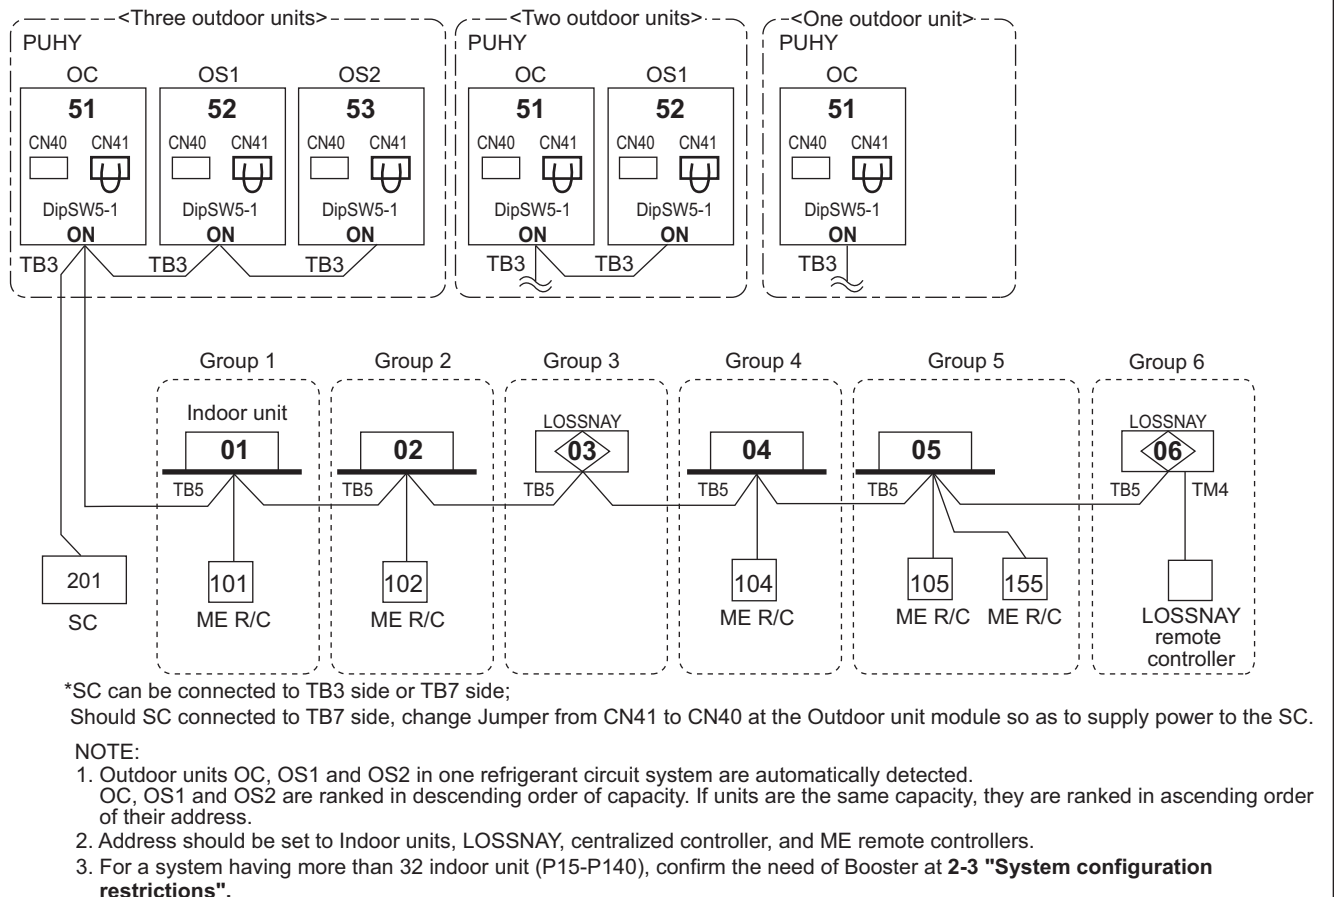 <Three outdoor units> <Two outdoor units> <One outdoor unit>
PUHY PUHY PUHY
OC OS1 OS2 OC OS1 OC
51 52 53 51 52 51
CN40 CN41 CN40 CN41 CN40 CN41 CN40 CN41 CN40 CN41 CN40 CN41
DipSW5-1 DipSW5-1 DipSW5-1 DipSW5-1 DipSW5-1 DipSW5-1
ON ON ON ON ON ON
TB3 TB3 TB3 TB3 TB3 TB3
Group 1 Group 2 Group 3 Group 4 Group 5 Group 6
Indoor unit LOSSNAY LOSSNAY
01 02 03 04 05 06
TB5 TB5 TB5 TB5 TB5 TB5 TM4
201 101 102 104 105 155
SC ME R/C ME R/C ME R/C ME R/C ME R/C LOSSNAY
remote
controller
*SC can be connected to TB3 side or TB7 side;
Should SC connected to TB7 side, change Jumper from CN41 to CN40 at the Outdoor unit module so as to supply power to the SC.
NOTE:
1. Outdoor units OC, OS1 and OS2 in one refrigerant circuit system are automatically detected.
OC, OS1 and OS2 are ranked in descending order of capacity. If units are the same capacity, they are ranked in ascending order
of their address.
2. Address should be set to Indoor units, LOSSNAY, centralized controller, and ME remote controllers.
3. For a system having more than 32 indoor unit (P15-P140), confirm the need of Booster at 2-3 "System configuration
restrictions".